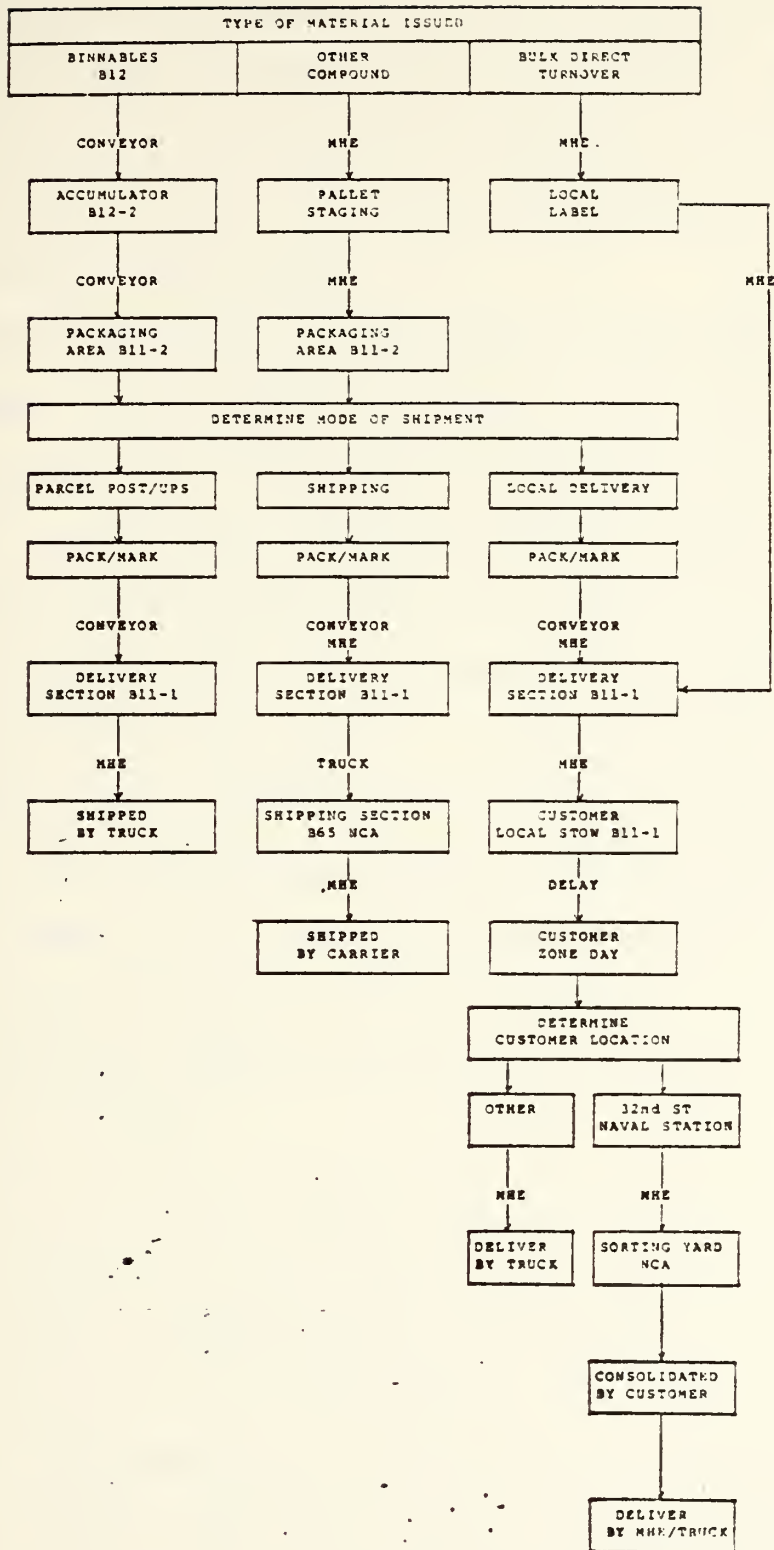 TYPE OF MATERIAL ISSUED
BINNABLES
B12
OTHER
COMPOUND
BULK DIRECT
TURNOVER
CONVEYOR
MHE
MHE.
ACCUMULATOR
B12-2
PALLET
STAGING
LOCAL
LABEL
CONVEYOR
MHE
MHE
PACKAGING
AREA B11-2
PACKAGING
AREA B11-2
DETERMINE MODE OF SHIPMENT
PARCEL POST/UPS
SHIPPING
LOCAL DELIVERY
PACK/MARK
PACK/MARK
PACK/MARK
CONVEYOR
CONVEYOR
MHE
CONVEYOR
MHE
DELIVERY
SECTION B11-1
DELIVERY
SECTION B11-1
DELIVERY
SECTION B11-1
MHE
TRUCK
MHE
SHIPPED
BY TRUCK
SHIPPING SECTION
B65 NCA
CUSTOMER
LOCAL STOW B11-1
MHE
DELAY
SHIPPED
BY CARRIER
CUSTOMER
ZONE DAY
DETERMINE
CUSTOMER LOCATION
OTHER
32nd ST
NAVAL STATION
MHE
MHE
DELIVER
BY TRUCK
SORTING YARD
NCA
CONSOLIDATED
BY CUSTOMER
DELIVER
BY MHE/TRUCK